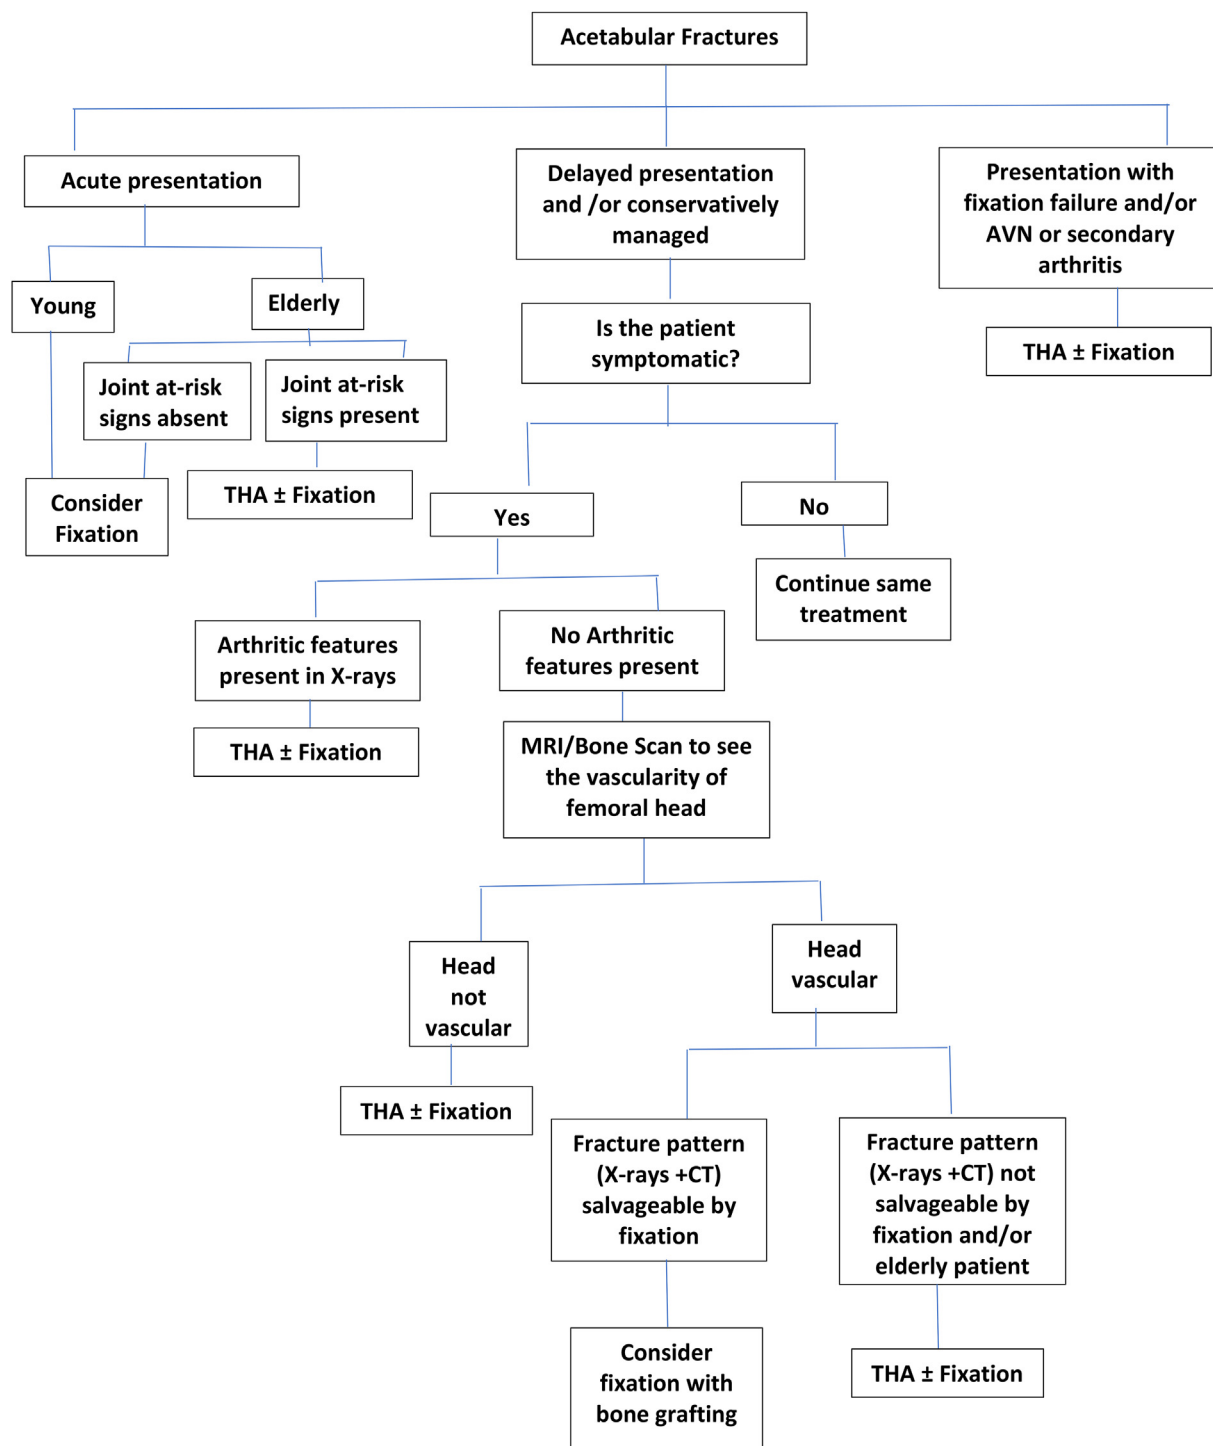 Acetabular Fractures
Acute presentation
Delayed presentation
and /or conservatively
managed
Presentation with
fixation failure and/or
AVN or secondary
arthritis
Young
Elderly
Is the patient
symptomatic?
THA ± Fixation
Joint at-risk
signs absent
Joint at-risk
signs present
Consider
Fixation
THA ± Fixation
Yes
No
Continue same
treatment
Arthritic features
present in X-rays
No Arthritic
features present
THA ± Fixation
MRI/Bone Scan to see
the vascularity of
femoral head
Head
not
vascular
Head
vascular
THA ± Fixation
Fracture pattern
(X-rays +CT)
salvageable by
fixation
Fracture pattern
(X-rays +CT) not
salvageable by
fixation and/or
elderly patient
Consider
fixation with
bone grafting
THA ± Fixation